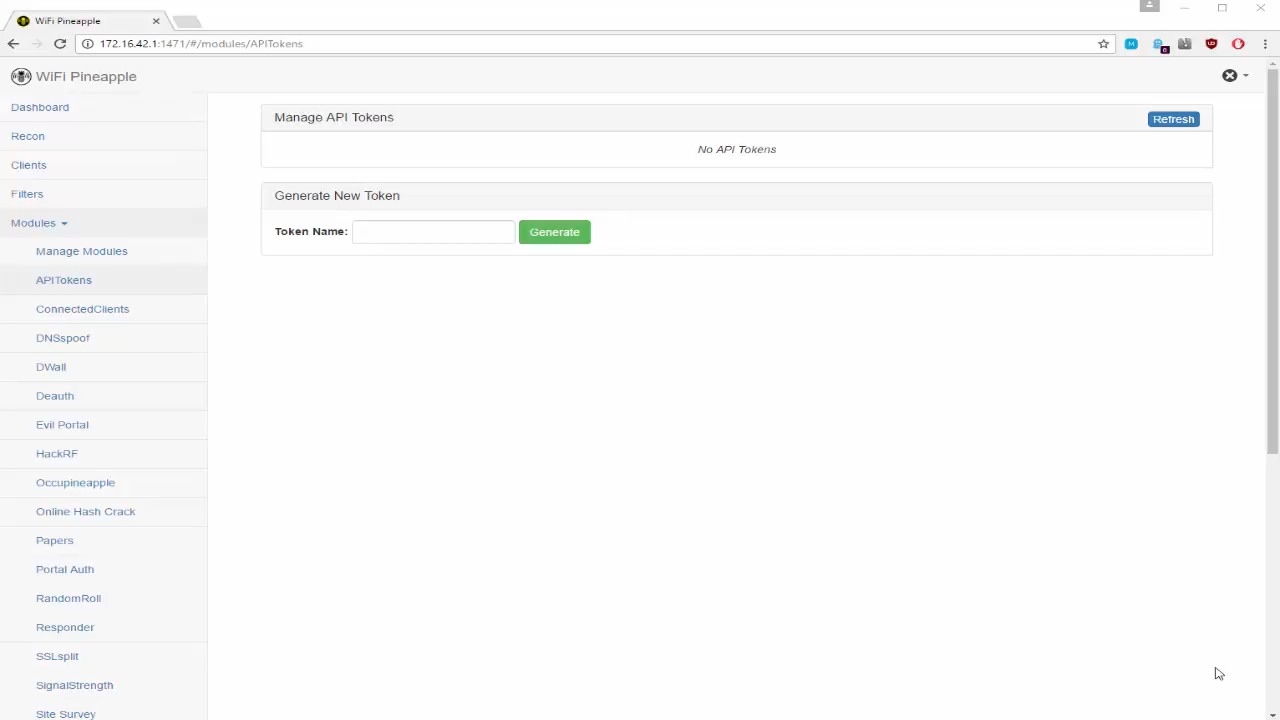 WiFi Pineapple
172.16.42.1:1471/#/modules/APITokens
WiFi Pineapple
Dashboard
Recon
Clients
Filters
Modules
Manage Modules
APITokens
ConnectedClients
DNSspoof
DWall
Deauth
Evil Portal
HackRF
Occupineapple
Online Hash Crack
Papers
Portal Auth
RandomRoll
Responder
SSLsplit
SignalStrength
Site Survey
Manage API Tokens
Refresh
No API Tokens
Generate New Token
Token Name:
Generate